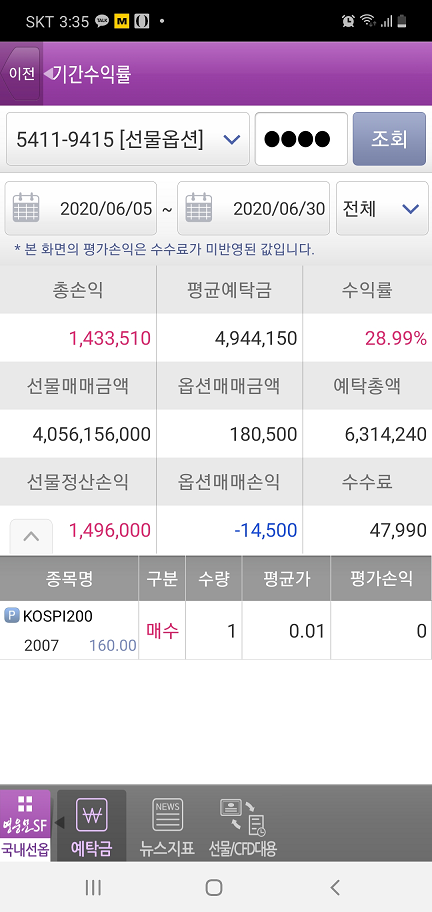 SKT 3:35 TALK M
이전 기간수익률
5411-9415 [선물옵션] ●●●● 조회
2020/06/05 ~ 2020/06/30 전체
* 본 화면의 평가손익은 수수료가 미반영된 값입니다.
총손익 평균예탁금 수익률
1,433,510 4,944,150 28.99%
선물매매금액 옵션매매금액 예탁총액
4,056,156,000 180,500 6,314,240
선물정산손익 옵션매매손익 수수료
1,496,000 -14,500 47,990
종목명 구분 수량 평균가 평가손익
P KOSPI200 매수 1 0.01 0
2007 160.00
영웅문SF NEWS
국내선옵 예탁금 뉴스지표 선물/CFD대용